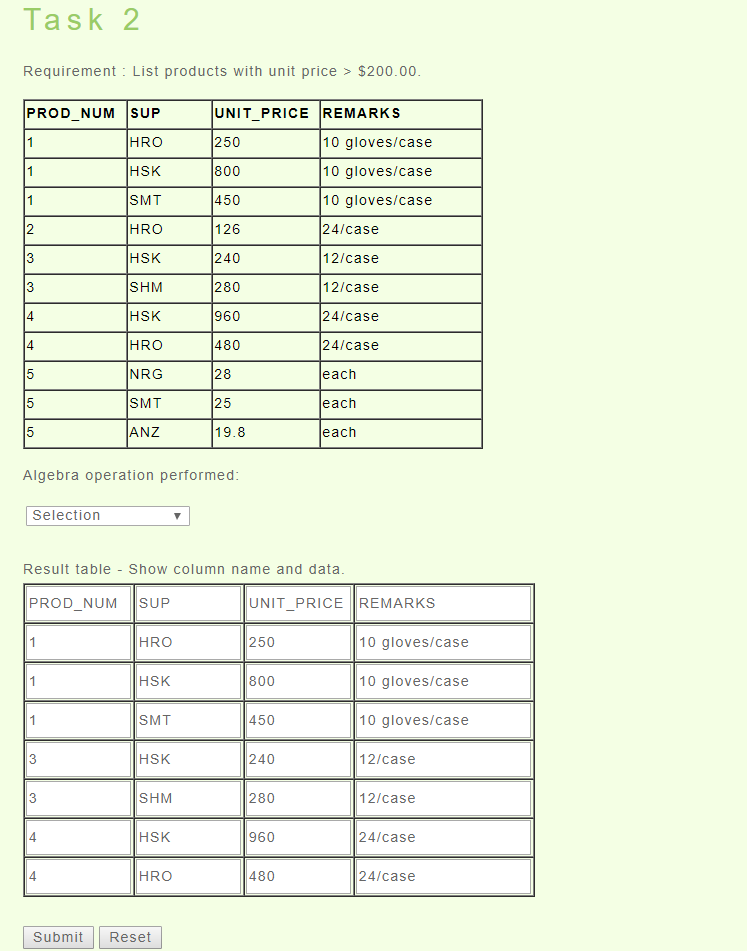 Task 2
Requirement : List products with unit price > $200.00.
PROD_NUM SUP UNIT_PRICE REMARKS
1 HRO 250 10 gloves/case
1 HSK 800 10 gloves/case
1 SMT 450 10 gloves/case
2 HRO 126 24/case
3 HSK 240 12/case
3 SHM 280 12/case
4 HSK 960 24/case
4 HRO 480 24/case
5 NRG 28 each
5 SMT 25 each
5 ANZ 19.8 each
Algebra operation performed:
Selection
Result table - Show column name and data.
PROD_NUM SUP UNIT_PRICE REMARKS
1 HRO 250 10 gloves/case
1 HSK 800 10 gloves/case
1 SMT 450 10 gloves/case
3 HSK 240 12/case
3 SHM 280 12/case
4 HSK 960 24/case
4 HRO 480 24/case
Submit Reset